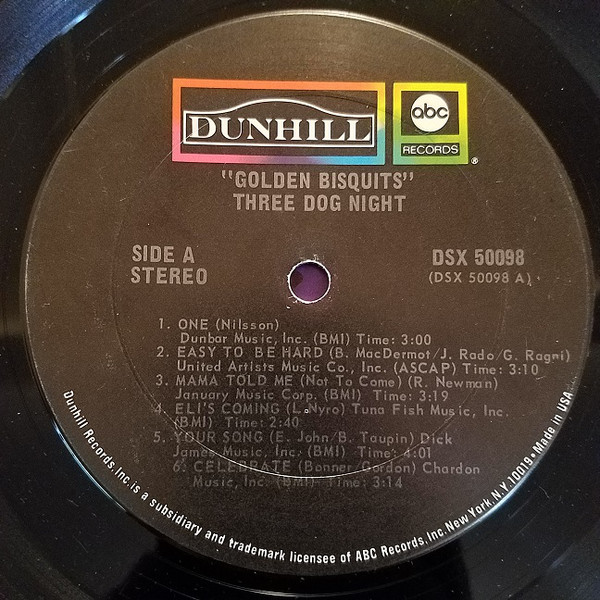 DUNHILL
abc
RECORDS ®
"GOLDEN BISQUITS"
THREE DOG NIGHT
SIDE A
STEREO
DSX 50098
(DSX 50098 A)
1. ONE (Nilsson)
Dunbar Music, Inc. (BMI) Time: 3:00
2. EASY TO BE HARD (B. MacDermot/J. Rado/G. Ragni)
United Artists Music Co., Inc. (ASCAP) Time: 3:10
3. MAMA TOLD ME (Not To Come) (R. Newman)
January Music Corp. (BMI) Time: 3:19
4. ELI'S COMING (L. Nyro) Tuna Fish Music, Inc.
(BMI) Time: 2:40
5. YOUR SONG (E. John/B. Taupin) Dick
James Music, Inc. (BMI) Time: 4:01
6. CELEBRATE (Bonner Gordon) Chardon
Music, Inc. (BMI) Time: 3:14
Dunhill Records, Inc. is a subsidiary and trademark licensee of ABC Records, Inc. New York, N.Y. 10019 • Made in USA